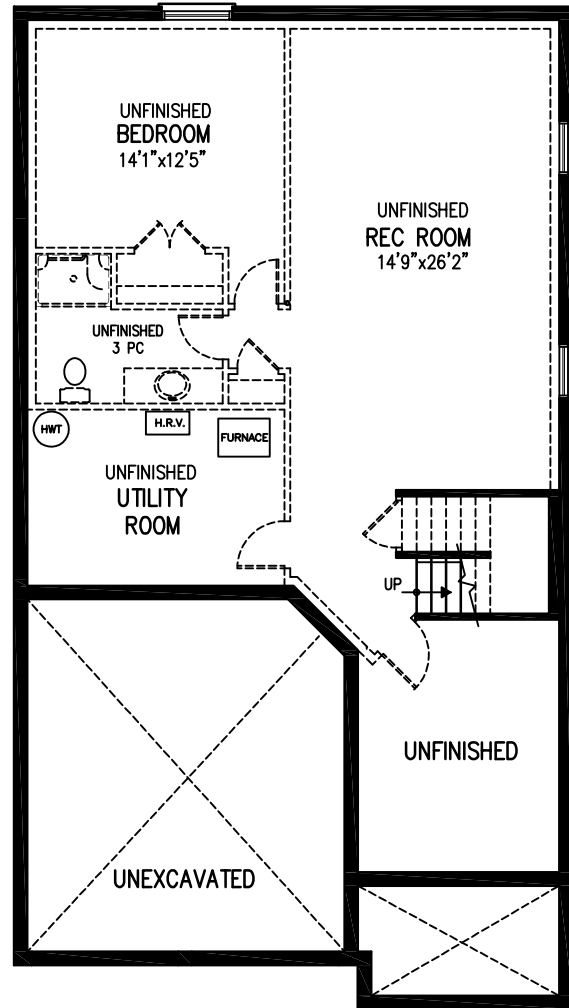 UNFINISHED
BEDROOM
14'1"x12'5"
UNFINISHED
REC ROOM
14'9"x26'2"
UNFINISHED
3 PC
HWT
H.R.V.
FURNACE
UNFINISHED
UTILITY
ROOM
UP
UNFINISHED
UNEXCAVATED